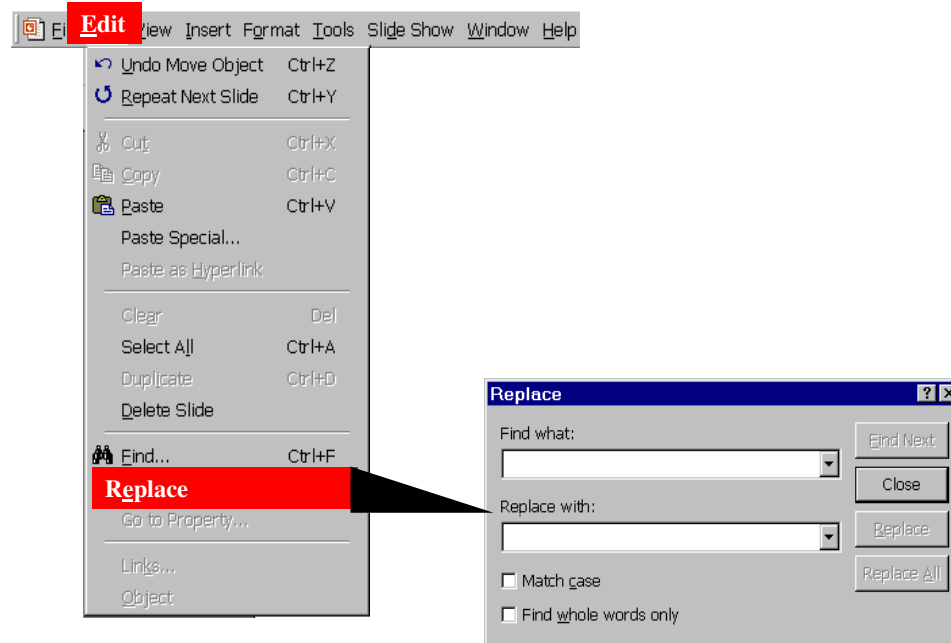 Fi Edit View Insert Format Tools Slide Show Window Help
Undo Move Object Ctrl+Z
Repeat Next Slide Ctrl+Y
Cut Ctrl+X
Copy Ctrl+C
Paste Ctrl+V
Paste Special...
Paste as Hyperlink
Clear Del
Select All Ctrl+A
Duplicate Ctrl+D
Delete Slide
Find... Ctrl+F
Replace
Go to Property...
Links...
Object
Replace
Find what:
Find Next
Close
Replace with:
Replace
Match case
Replace All
Find whole words only